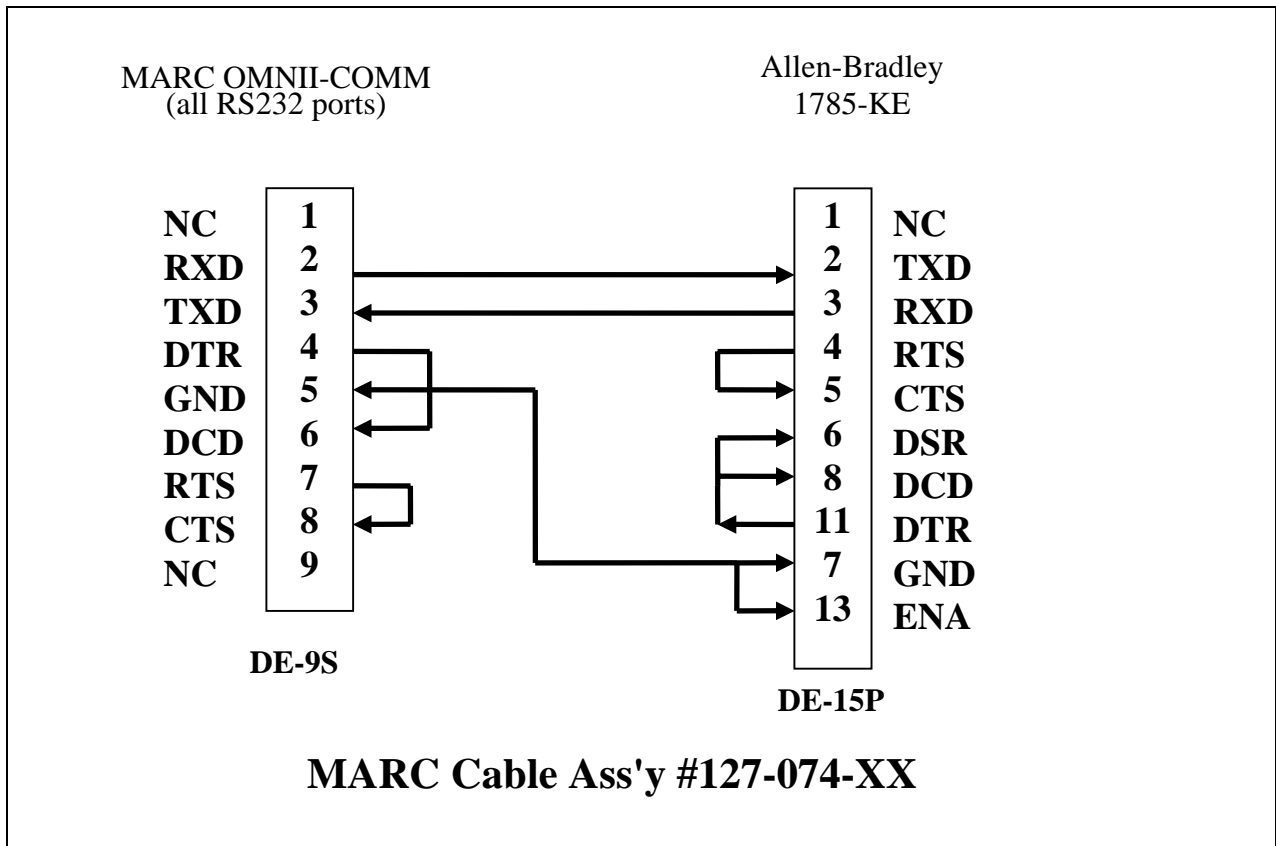 MARC OMNII-COMM
(all RS232 ports)
Allen-Bradley
1785-KE
NC 1
RXD 2
TXD 3
DTR 4
GND 5
DCD 6
RTS 7
CTS 8
NC 9
DE-9S
1 NC
2 TXD
3 RXD
4 RTS
5 CTS
6 DSR
8 DCD
11 DTR
7 GND
13 ENA
DE-15P
MARC Cable Ass'y #127-074-XX